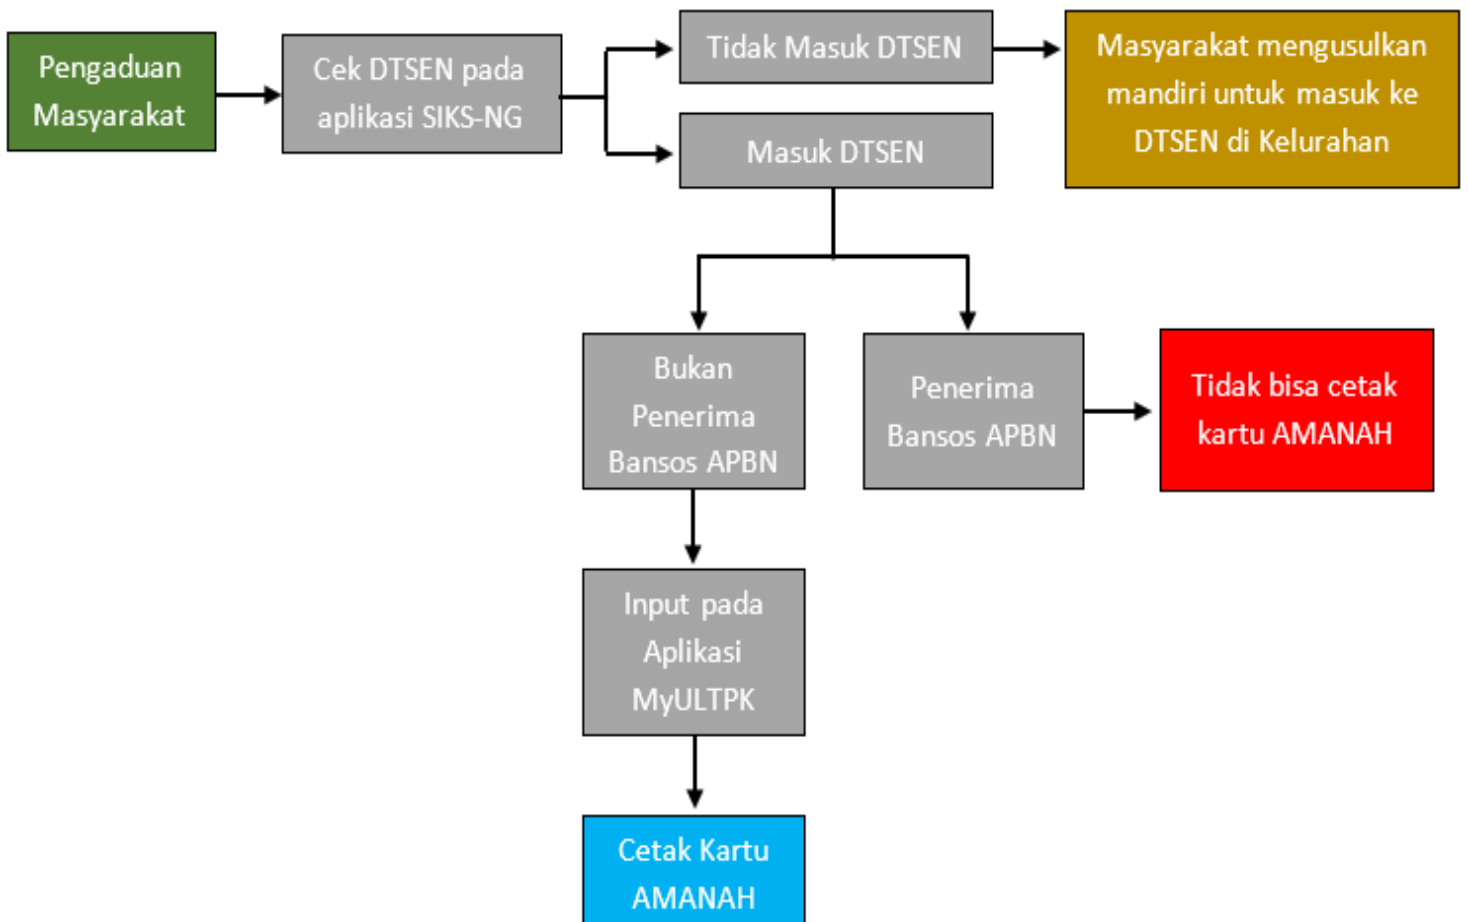 Pengaduan
Masyarakat
Cek DTSEN pada
aplikasi SIKS-NG
Tidak Masuk DTSEN
Masuk DTSEN
Masyarakat mengusulkan
mandiri untuk masuk ke
DTSEN di Kelurahan
Bukan
Penerima
Bansos APBN
Penerima
Bansos APBN
Tidak bisa cetak
kartu AMANAH
Input pada
Aplikasi
MyULTPK
Cetak Kartu
AMANAH